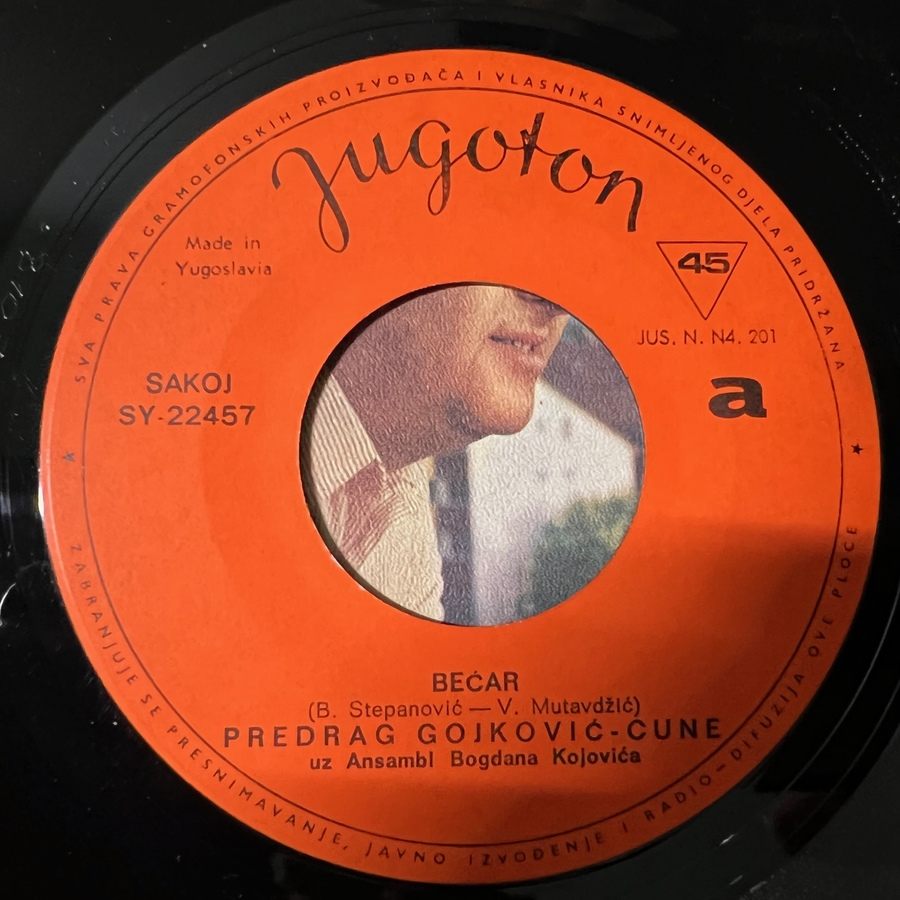 SVA PRAVA GRAMOFONSKIH PROIZVOĐAČA I VLASNIKA SNIMLJENOG DJELA PRIDRŽANA
jugoton
Made in
Yugoslavia
45
JUS. N. N4. 201
SAKOJ
SY-22457
a
BEĆAR
(B. Stepanović — V. Mutavdžić)
PREDRAG GOJKOVIĆ-CUNE
uz Ansambl Bogdana Kojovića
ZABRANJUJE SE PRESNIMAVANJE, JAVNO IZVOĐENJE I RADIO-DIFUZIJA OVE PLOČE